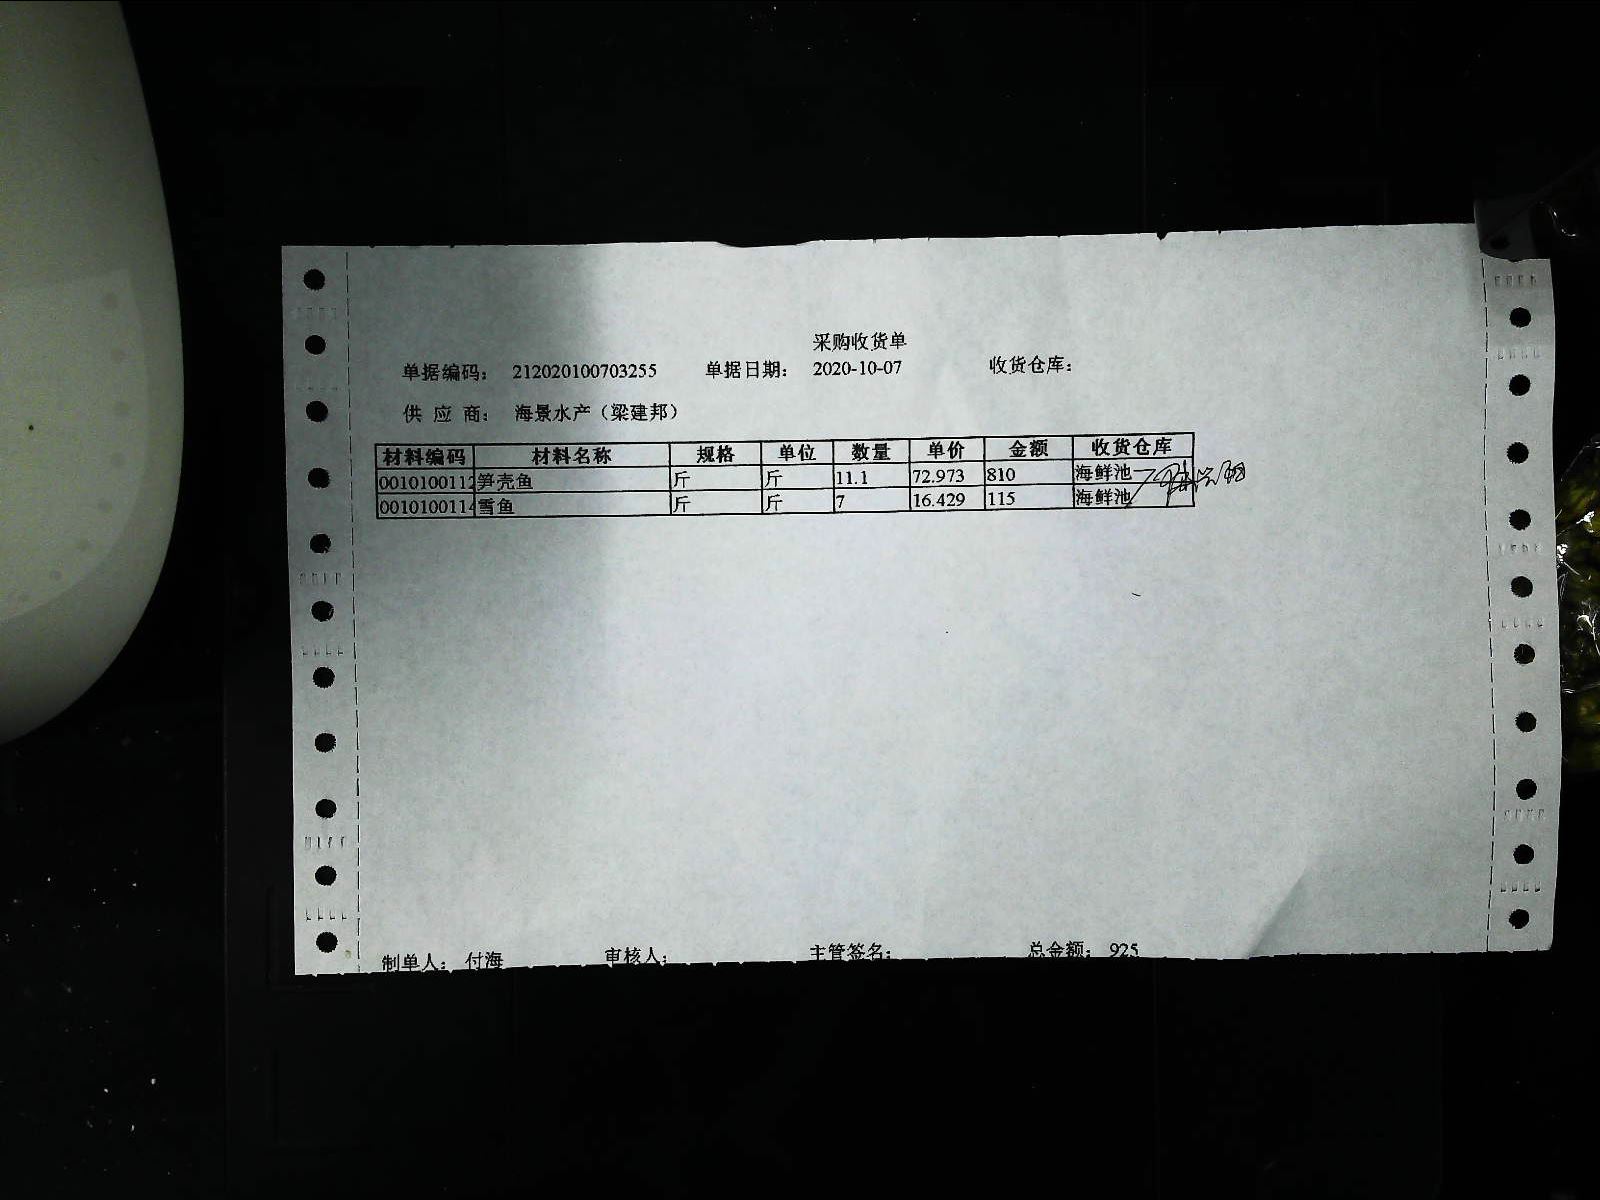 采购收货单
单据编码： 212020100703255 单据日期： 2020-10-07 收货仓库：
供 应 商： 海景水产（梁建邦）
材料编码 材料名称 规格 单位 数量 单价 金额 收货仓库
0010100112 笋壳鱼 斤 斤 11.1 72.973 810 海鲜池
0010100114 雪鱼 斤 斤 7 16.429 115 海鲜池
制单人： 付海 审核人： 主管签名： 总金额： 925